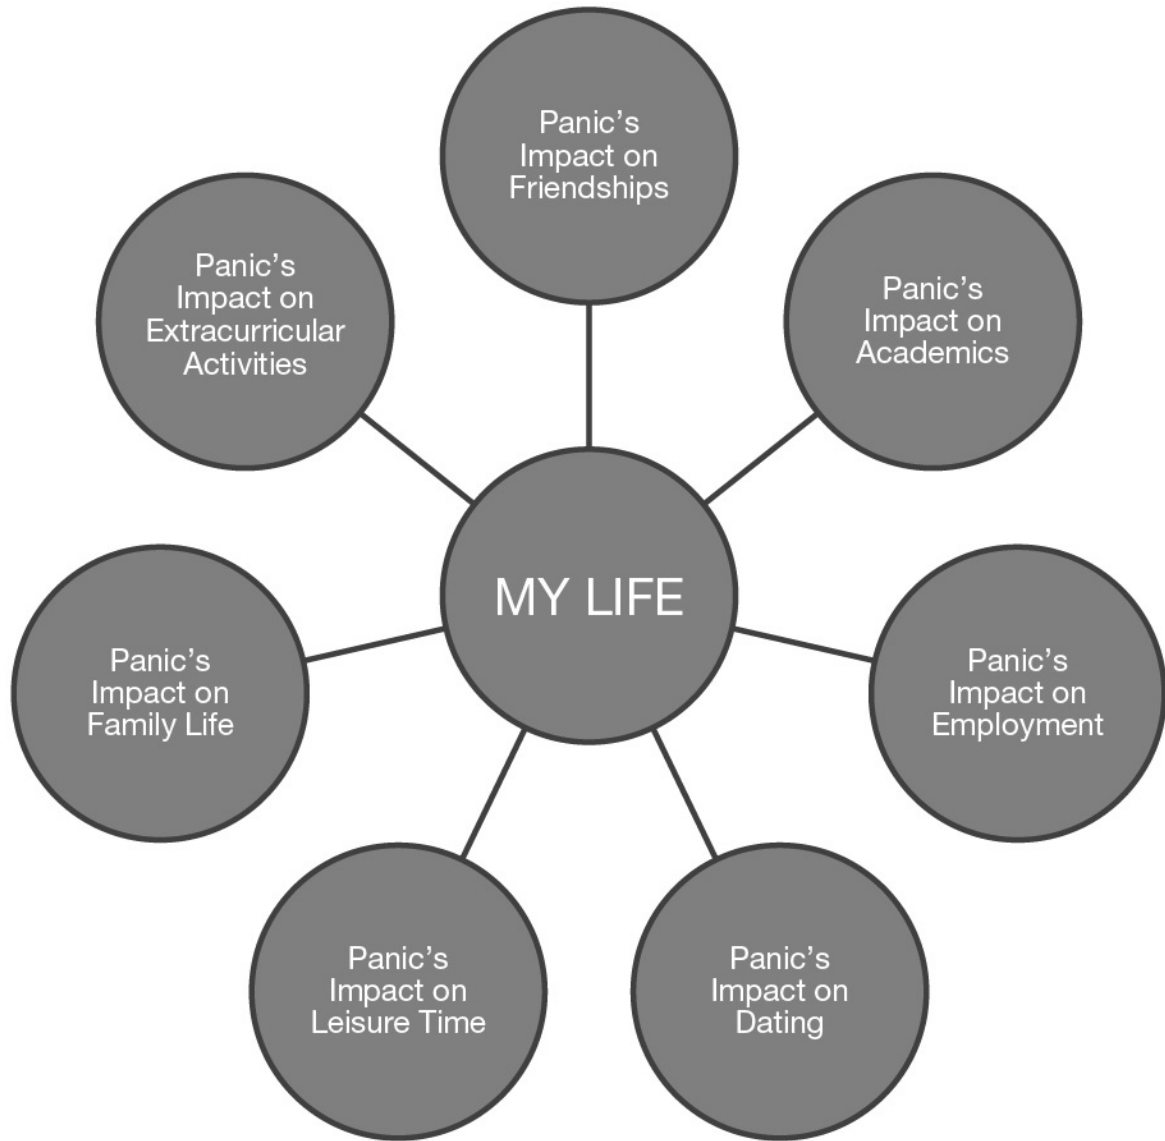 Panic’s
Impact on
Friendships
Panic’s
Impact on
Academics
Panic’s
Impact on
Employment
Panic’s
Impact on
Dating
Panic’s
Impact on
Leisure Time
Panic’s
Impact on
Family Life
Panic’s
Impact on
Extracurricular
Activities
MY LIFE